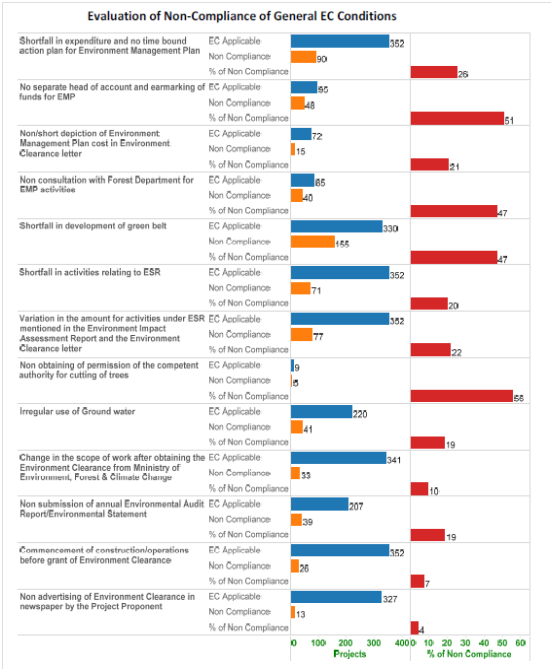 Evaluation of Non-Compliance of General EC Conditions
Shortfall in expenditure and no time bound EC Applicable 352
action plan for Environment Management Plan Non Compliance 90
% of Non Compliance 26
No separate head of account and earmarking of EC Applicable 95
funds for EMP Non Compliance 48
% of Non Compliance 51
Non/short depiction of Environment EC Applicable 72
Management Plan cost in Environment Non Compliance 15
Clearance letter % of Non Compliance 21
Non consultation with Forest Department for EC Applicable 85
EMP activities Non Compliance 40
% of Non Compliance 47
Shortfall in development of green belt EC Applicable 330
Non Compliance 155
% of Non Compliance 47
Shortfall in activities relating to ESR EC Applicable 352
Non Compliance 71
% of Non Compliance 20
Variation in the amount for activities under ESR EC Applicable 352
mentioned in the Environment Impact Non Compliance 77
Assessment Report and the Environment
Clearance letter % of Non Compliance 22
Non obtaining of permission of the competent EC Applicable 9
authority for cutting of trees Non Compliance 5
% of Non Compliance 56
Irregular use of Ground water EC Applicable 220
Non Compliance 41
% of Non Compliance 19
Change in the scope of work after obtaining the EC Applicable 341
Environment Clearance from Ministry of Non Compliance 33
Environment, Forest & Climate Change % of Non Compliance 10
Non submission of annual Environmental Audit EC Applicable 207
Report/Environmental Statement Non Compliance 39
% of Non Compliance 19
Commencement of construction/operations EC Applicable 352
before grant of Environment Clearance Non Compliance 26
% of Non Compliance 7
Non advertising of Environment Clearance in EC Applicable 327
newspaper by the Project Proponent Non Compliance 13
% of Non Compliance 4
0 100 200 300 400 0 10 20 30 40 50 60
Projects % of Non Compliance